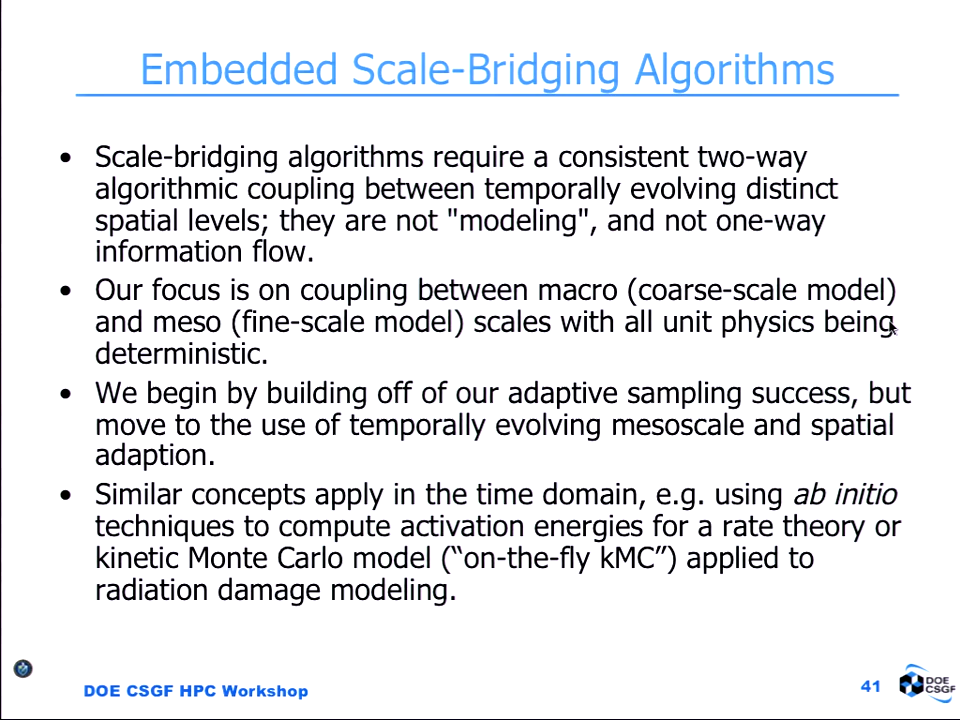 Embedded Scale-Bridging Algorithms
• Scale-bridging algorithms require a consistent two-way
algorithmic coupling between temporally evolving distinct
spatial levels; they are not "modeling", and not one-way
information flow.
• Our focus is on coupling between macro (coarse-scale model)
and meso (fine-scale model) scales with all unit physics being
deterministic.
• We begin by building off of our adaptive sampling success, but
move to the use of temporally evolving mesoscale and spatial
adaption.
• Similar concepts apply in the time domain, e.g. using ab initio
techniques to compute activation energies for a rate theory or
kinetic Monte Carlo model (“on-the-fly kMC”) applied to
radiation damage modeling.
DOE CSGF HPC Workshop
41
DOE
CSGF